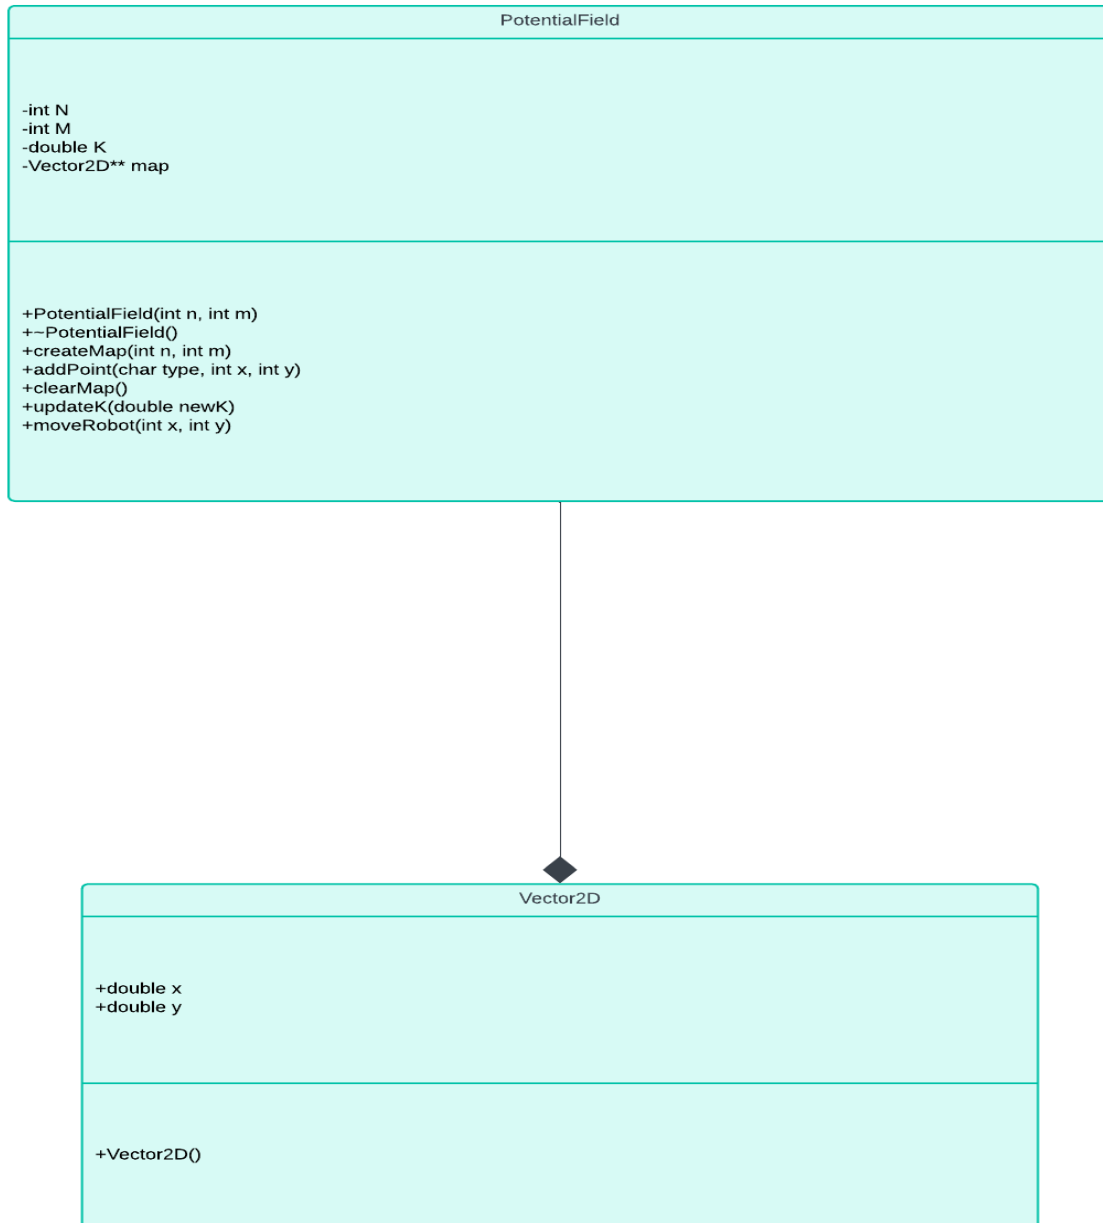 PotentialField
-int N
-int M
-double K
-Vector2D** map
+PotentialField(int n, int m)
+~PotentialField()
+createMap(int n, int m)
+addPoint(char type, int x, int y)
+clearMap()
+updateK(double newK)
+moveRobot(int x, int y)
Vector2D
+double x
+double y
+Vector2D()